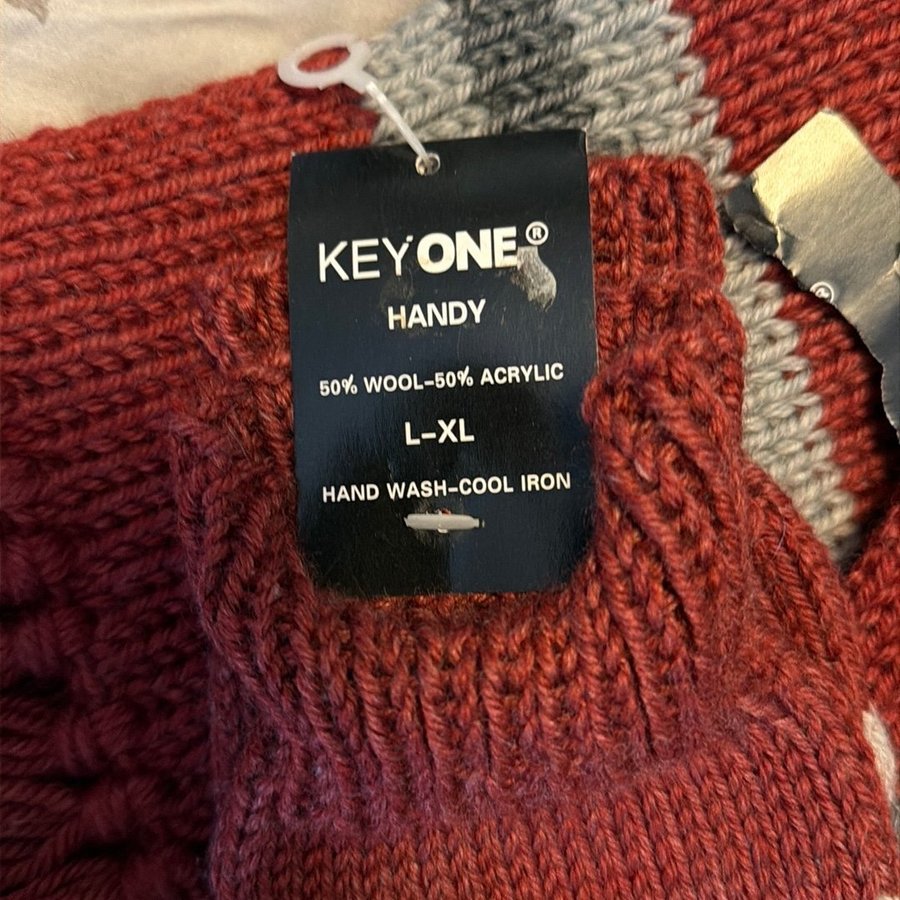 KEYONE®
HANDY
50% WOOL-50% ACRYLIC
L-XL
HAND WASH-COOL IRON
®